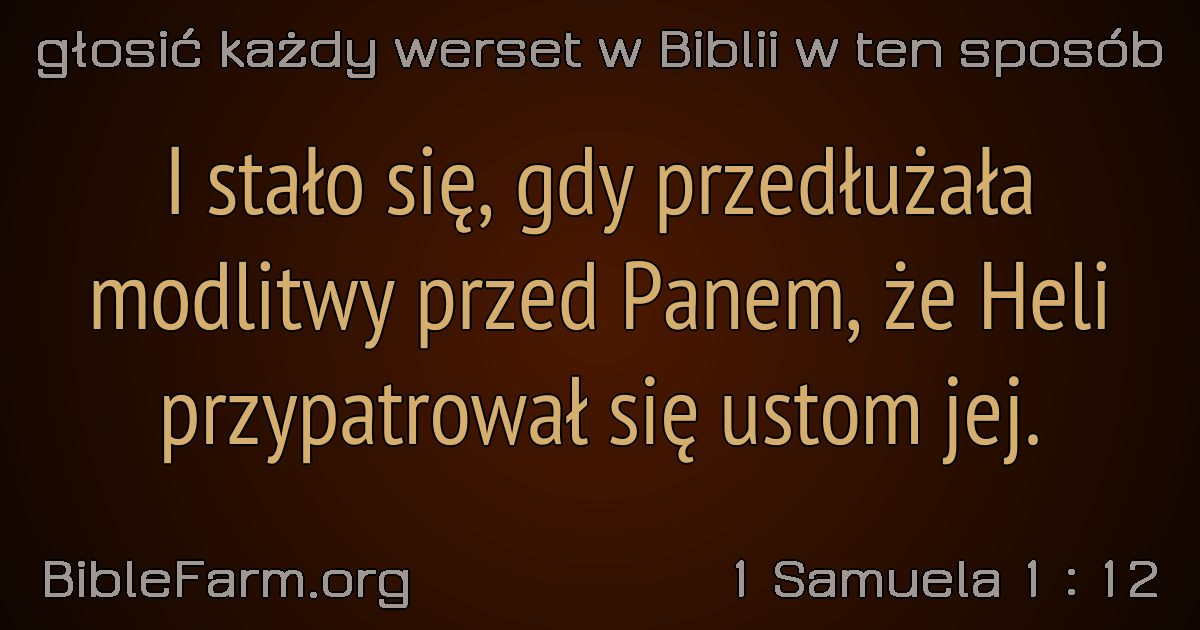 głosić każdy werset w Biblii w ten sposób
I stało się, gdy przedłużała
modlitwy przed Panem, że Heli
przypatrował się ustom jej.
BibleFarm.org
1 Samuela 1 : 12